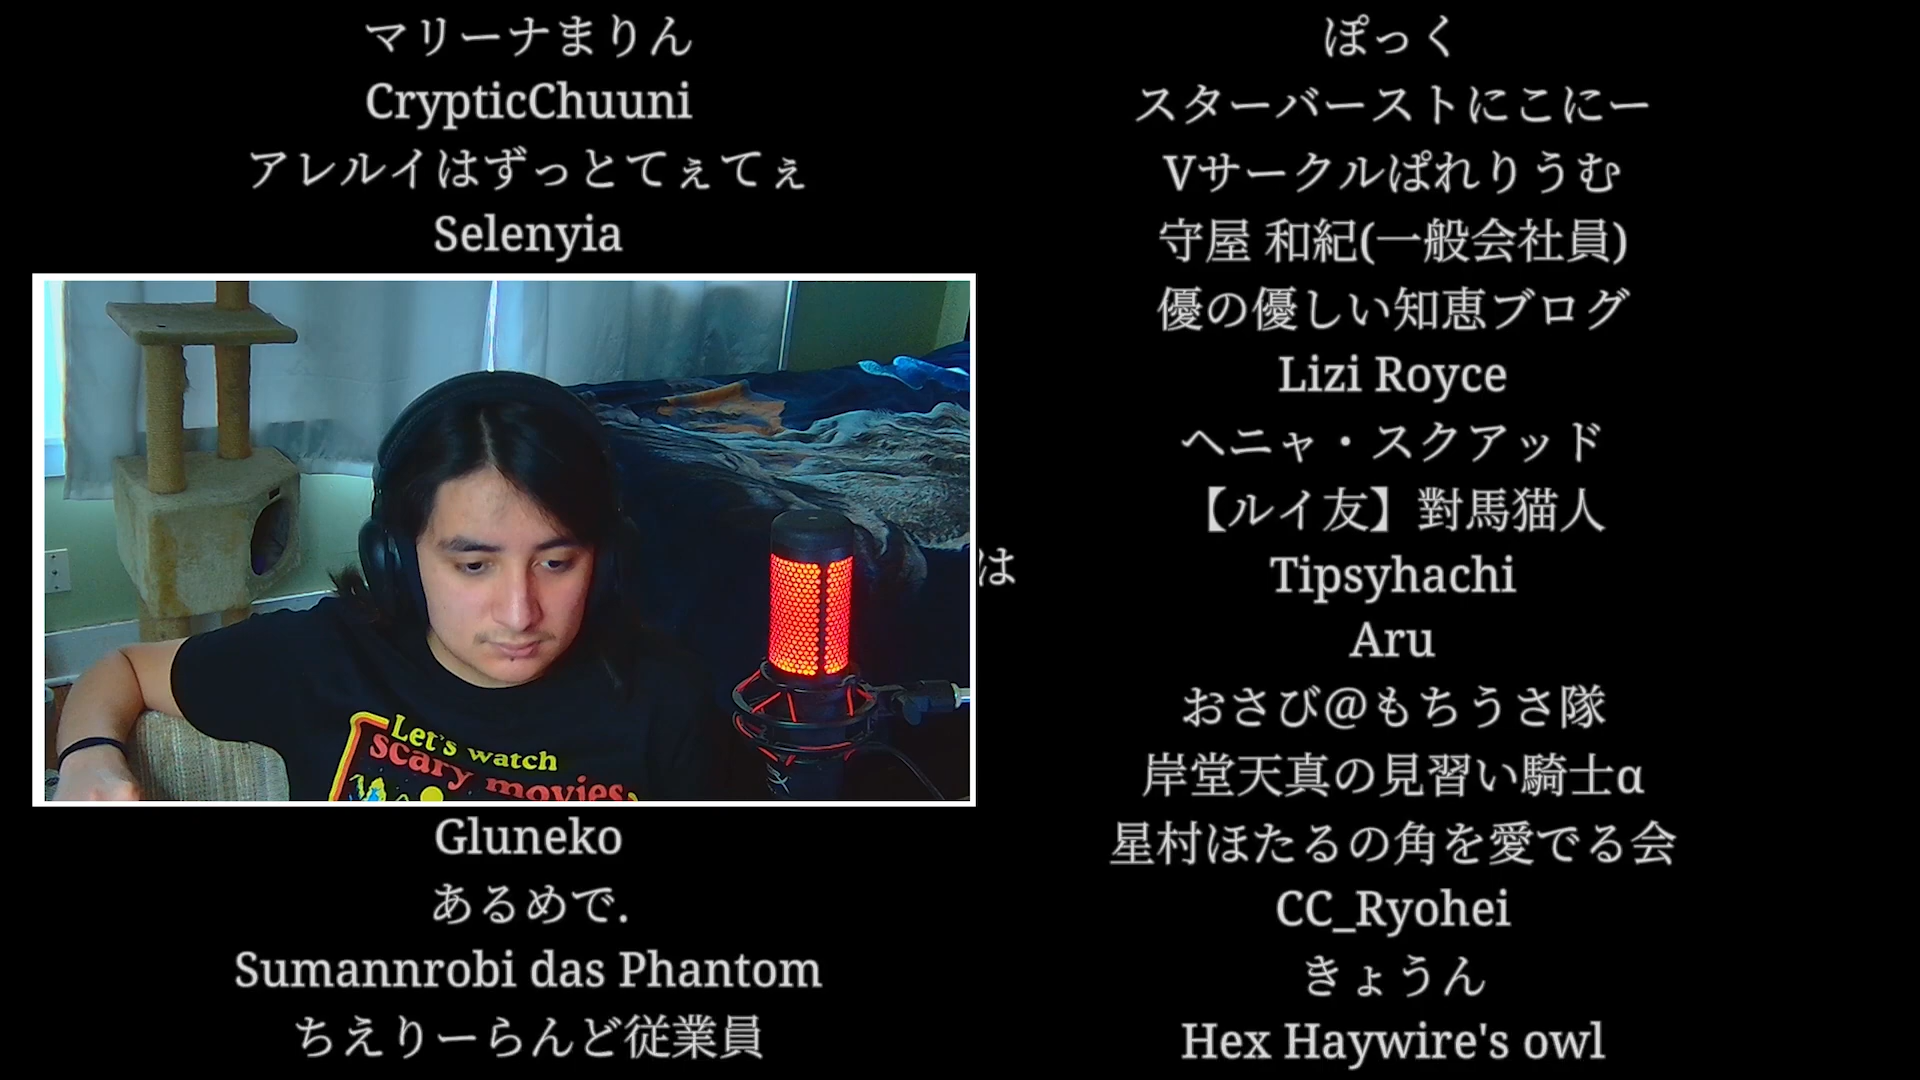 マリーナまりん
CrypticChuuni
アレルイはずっとてぇてぇ
Selenyia
は
Let's watch
scary movies
Gluneko
あるめで.
Sumannrobi das Phantom
ちえりーらんど従業員
ぽっく
スターバーストにこにー
Vサークルぱれりうむ
守屋 和紀(一般会社員)
優の優しい知恵ブログ
Lizi Royce
ヘニャ・スクアッド
【ルイ友】對馬猫人
Tipsyhachi
Aru
おさび@もちうさ隊
岸堂天真の見習い騎士α
星村ほたるの角を愛でる会
CC_Ryohei
きょうん
Hex Haywire's owl